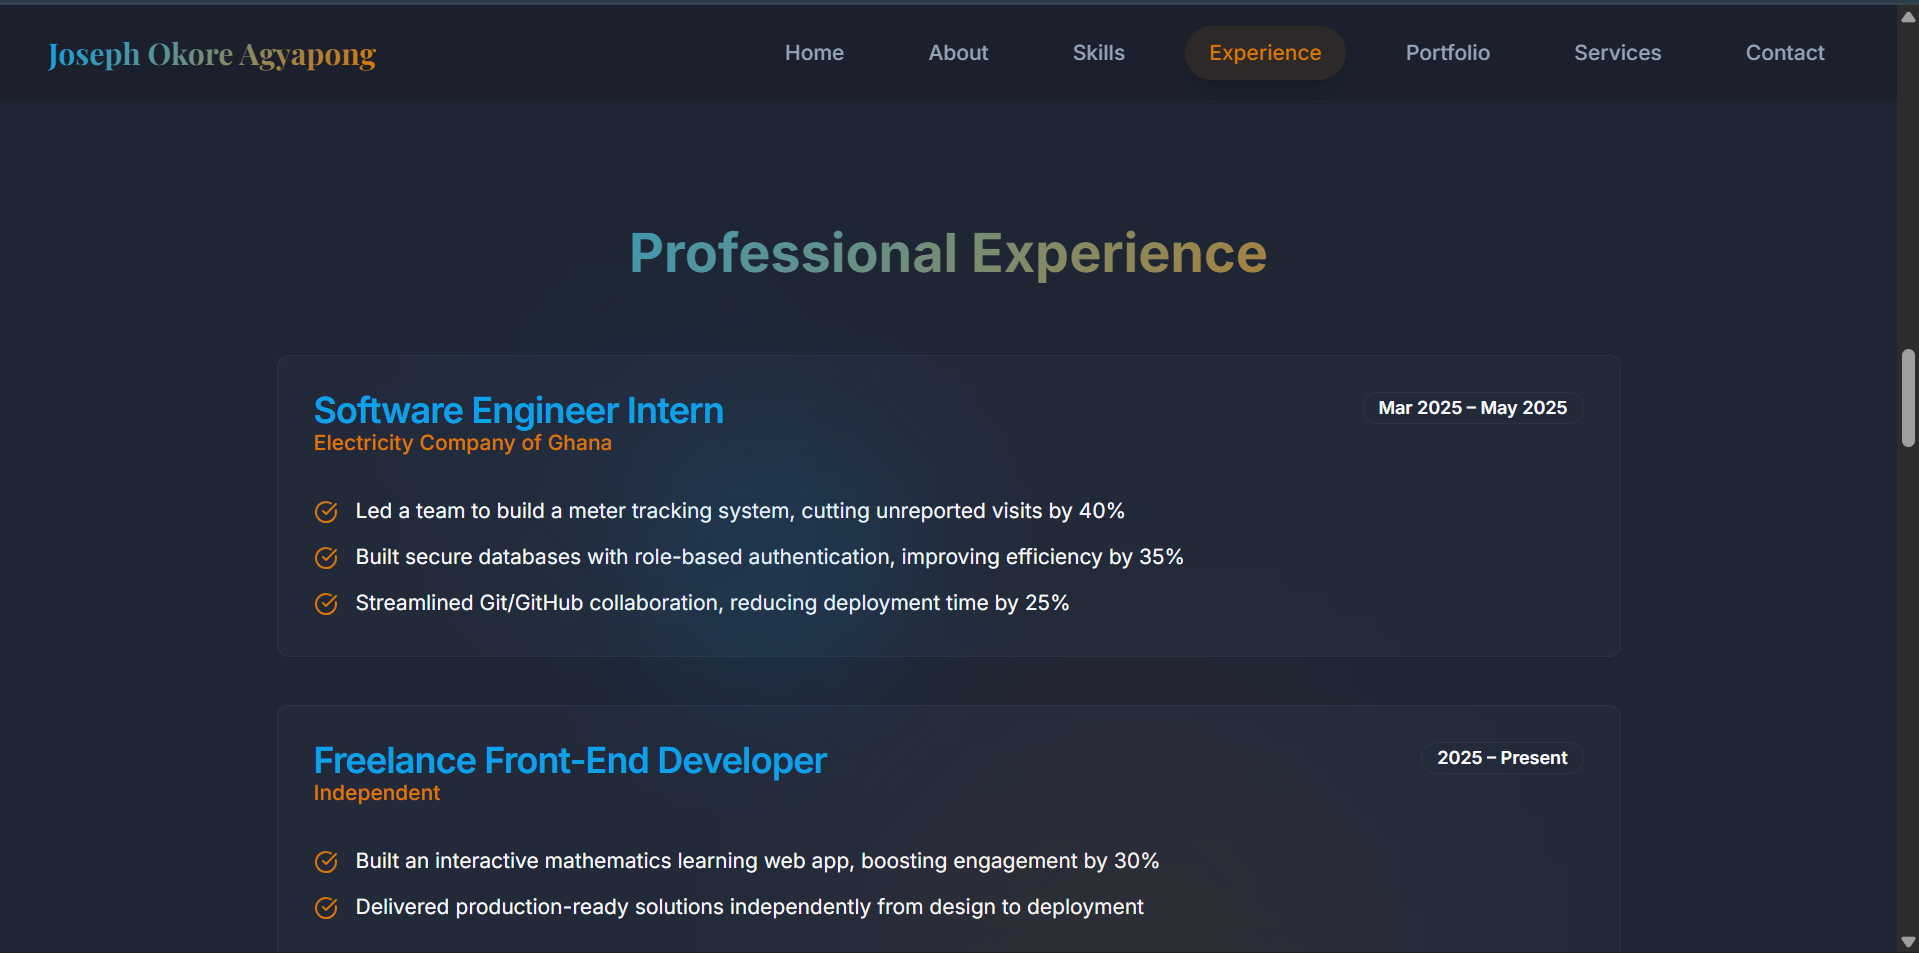 Joseph Okore Agyapong
Home About Skills Experience Portfolio Services Contact
Professional Experience
Software Engineer Intern
Mar 2025 – May 2025
Electricity Company of Ghana
Led a team to build a meter tracking system, cutting unreported visits by 40%
Built secure databases with role-based authentication, improving efficiency by 35%
Streamlined Git/GitHub collaboration, reducing deployment time by 25%
Freelance Front-End Developer
2025 – Present
Independent
Built an interactive mathematics learning web app, boosting engagement by 30%
Delivered production-ready solutions independently from design to deployment